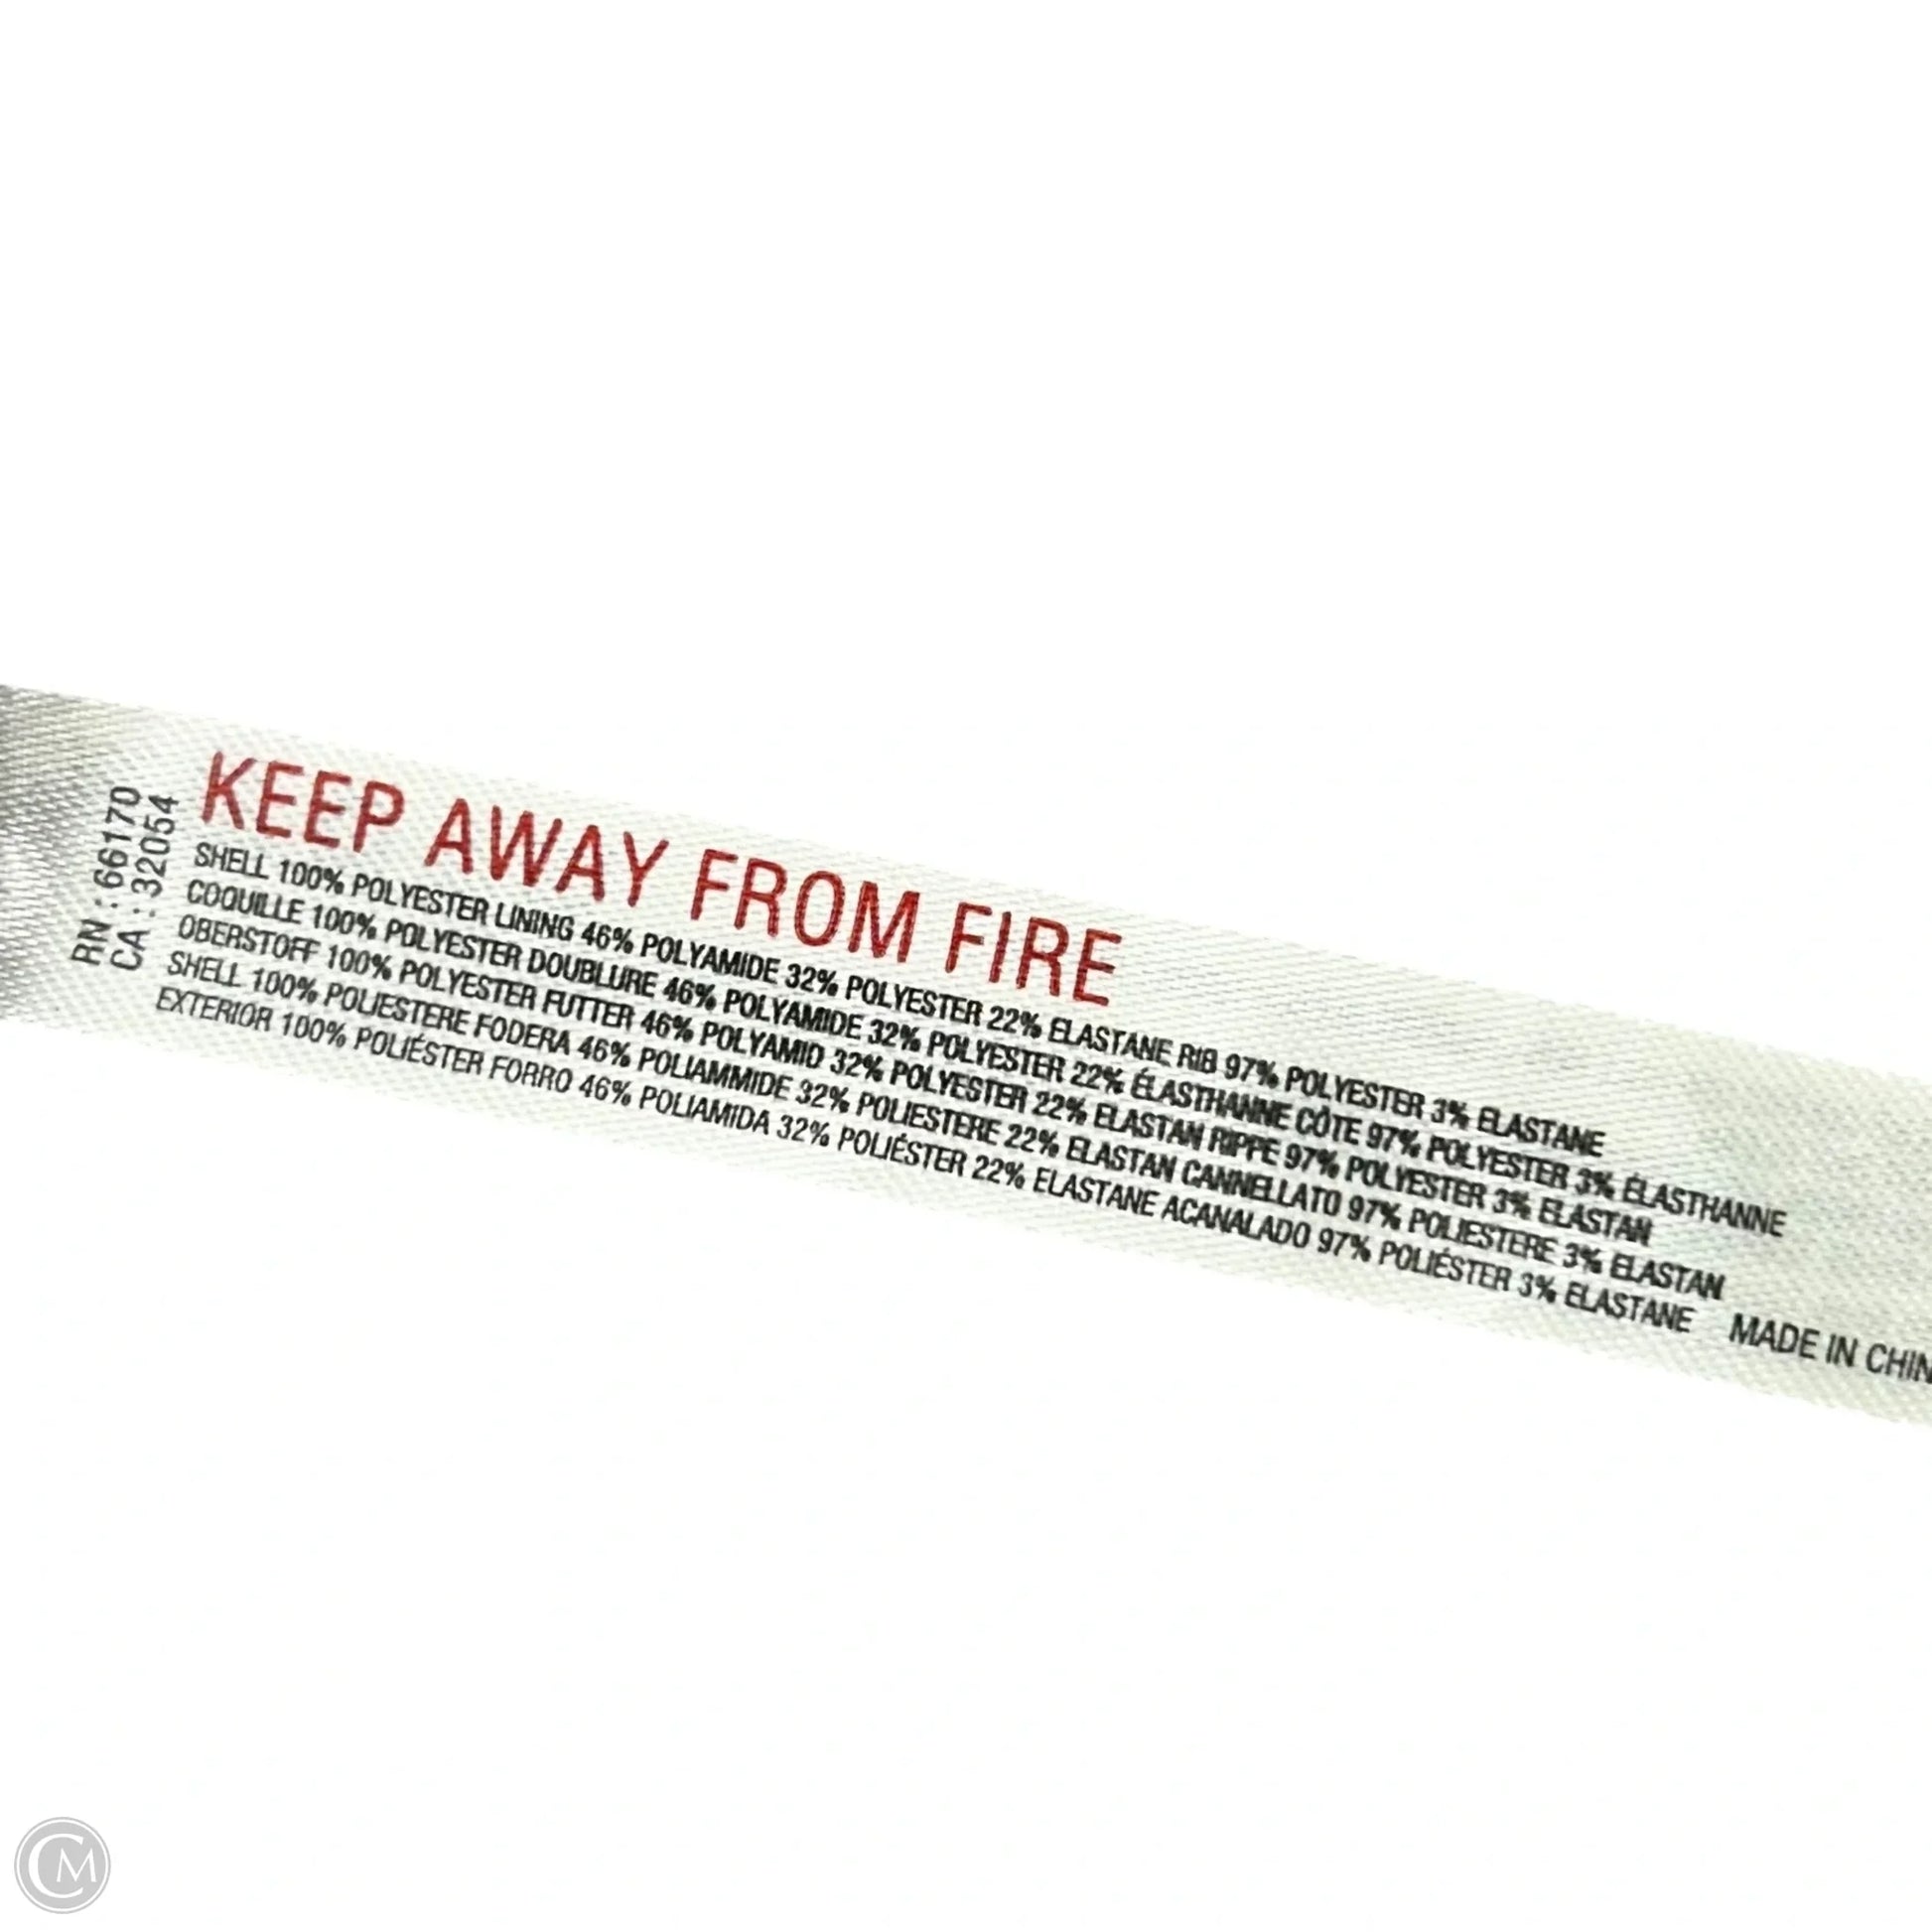 RN : 66170
CA : 32054
KEEP AWAY FROM FIRE
SHELL 100% POLYESTER LINING 46% POLYAMIDE 32% POLYESTER 22% ELASTANE RIB 97% POLYESTER 3% ELASTANE
COQUILLE 100% POLYESTER DOUBLURE 46% POLYAMIDE 32% POLYESTER 22% ÉLASTHANNE CÔTE 97% POLYESTER 3% ÉLASTHANNE
OBERSTOFF 100% POLYESTER FUTTER 46% POLYAMID 32% POLYESTER 22% ELASTAN RIPPE 97% POLYESTER 3% ELASTAN
SHELL 100% POLIESTERE FODERA 46% POLIAMMIDE 32% POLIESTERE 22% ELASTAN CANNELLATO 97% POLIESTERE 3% ELASTAN
EXTERIOR 100% POLIÉSTER FORRO 46% POLIAMIDA 32% POLIÉSTER 22% ELASTANE ACANALADO 97% POLIÉSTER 3% ELASTANE MADE IN CHIN
CM